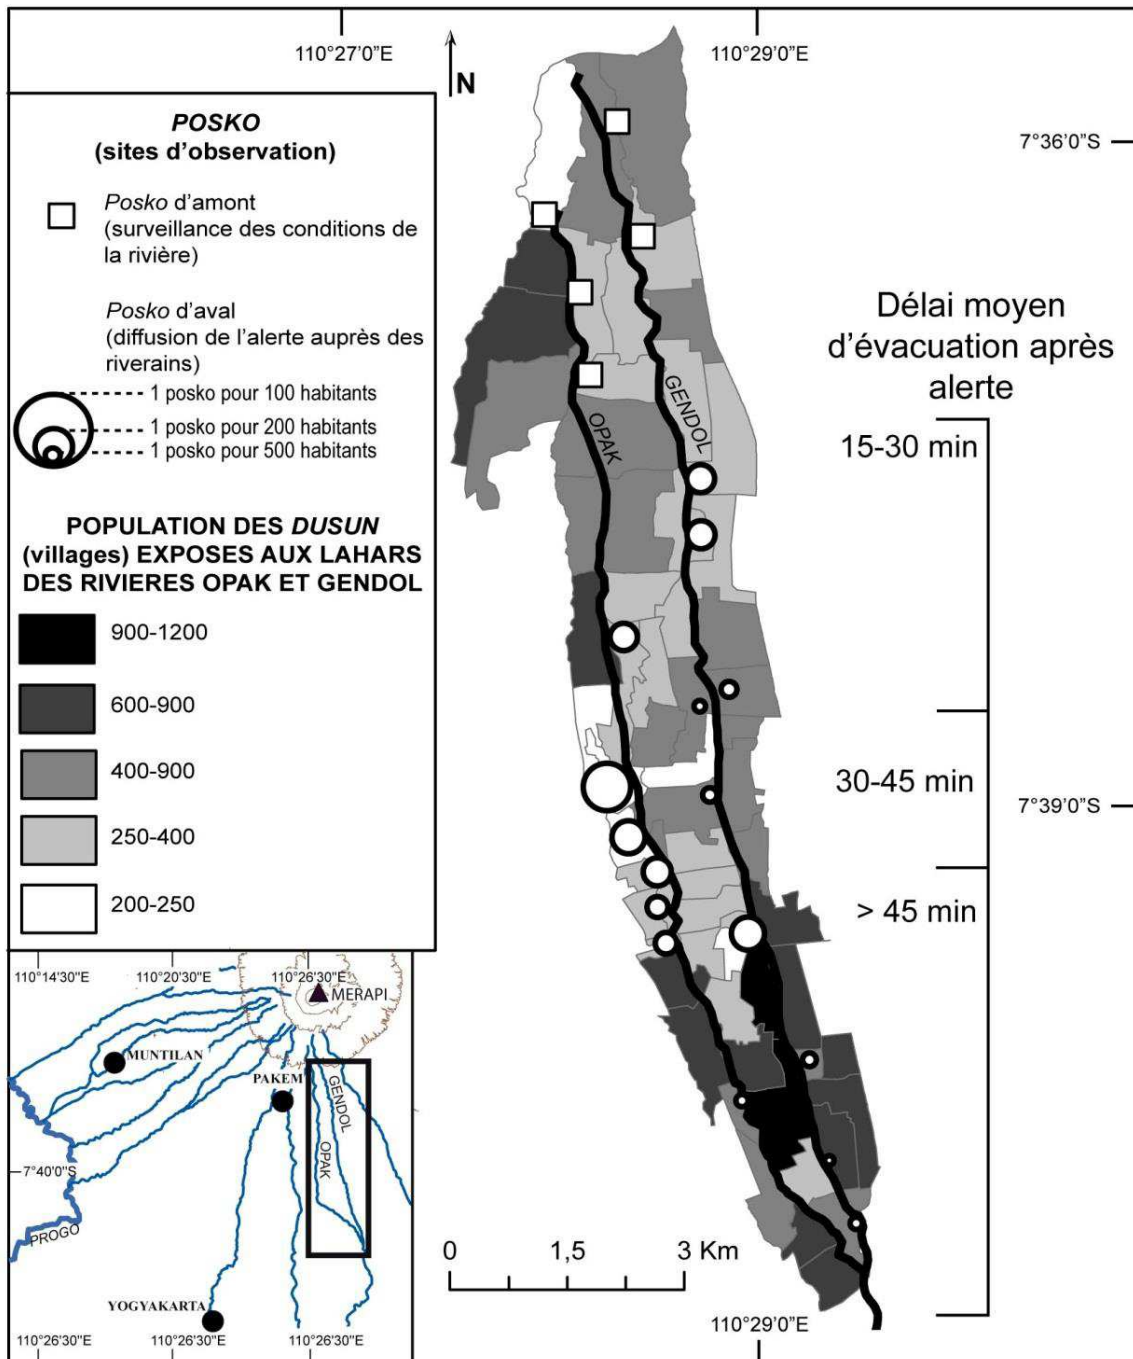 110°27'0"E
110°29'0"E
N
7°36'0"S
POSKO
(sites d'observation)
Posko d'amont
(surveillance des conditions de
la rivière)
Posko d'aval
(diffusion de l'alerte auprès des
riverains)
1 posko pour 100 habitants
1 posko pour 200 habitants
1 posko pour 500 habitants
POPULATION DES DUSUN
(villages) EXPOSES AUX LAHARS
DES RIVIERES OPAK ET GENDOL
900-1200
600-900
400-900
250-400
200-250
OPAK
GENDOL
Délai moyen
d'évacuation après
alerte
15-30 min
30-45 min
7°39'0"S
> 45 min
110°14'30"E
110°20'30"E
110°26'30"E
MERAPI
MUNTILAN
PAKEM
GENDOL
OPAK
7°40'0"S
PROGO
YOGYAKARTA
110°26'30"E
110°26'30"E
110°26'30"E
0
1,5
3 Km
110°29'0"E